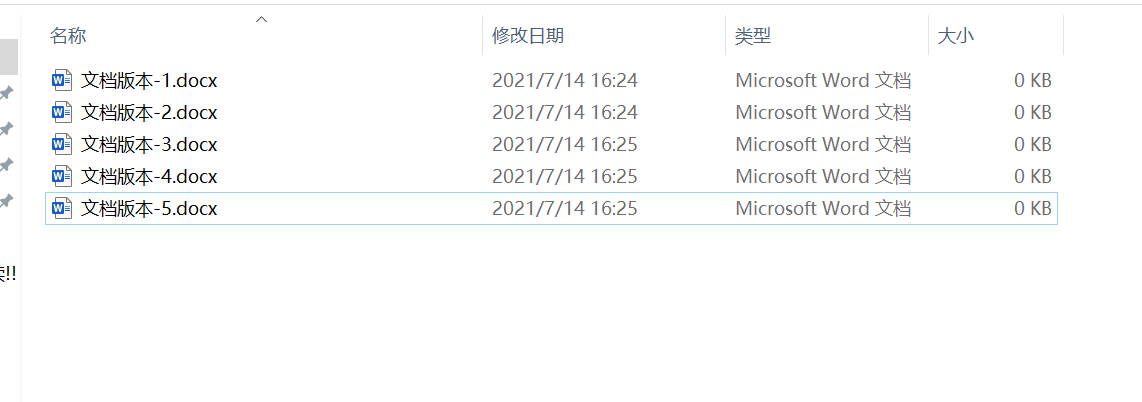 名称 修改日期 类型 大小
文档版本-1.docx 2021/7/14 16:24 Microsoft Word 文档 0 KB
文档版本-2.docx 2021/7/14 16:24 Microsoft Word 文档 0 KB
文档版本-3.docx 2021/7/14 16:25 Microsoft Word 文档 0 KB
文档版本-4.docx 2021/7/14 16:25 Microsoft Word 文档 0 KB
文档版本-5.docx 2021/7/14 16:25 Microsoft Word 文档 0 KB
!!